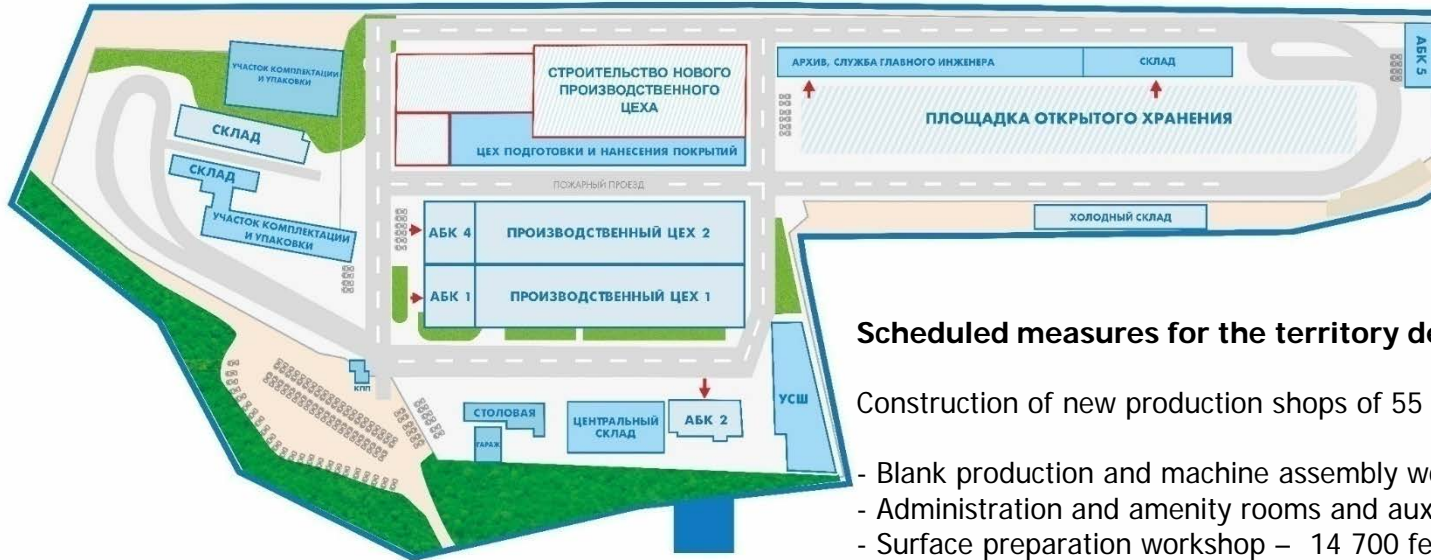 УЧАСТОК КОМПЛЕКТАЦИИ
И УПАКОВКИ
СКЛАД
СКЛАД
УЧАСТОК КОМПЛЕКТАЦИИ
И УПАКОВКИ
СТРОИТЕЛЬСТВО НОВОГО
ПРОИЗВОДСТВЕННОГО
ЦЕХА
ЦЕХ ПОДГОТОВКИ И НАНЕСЕНИЯ ПОКРЫТИЙ
АРХИВ, СЛУЖБА ГЛАВНОГО ИНЖЕНЕРА
СКЛАД
АБК 5
ПЛОЩАДКА ОТКРЫТОГО ХРАНЕНИЯ
ПОЖАРНЫЙ ПРОЕЗД
ХОЛОДНЫЙ СКЛАД
АБК 4
ПРОИЗВОДСТВЕННЫЙ ЦЕХ 2
АБК 1
ПРОИЗВОДСТВЕННЫЙ ЦЕХ 1
КПП
СТОЛОВАЯ
ГАРАЖ
ЦЕНТРАЛЬНЫЙ
СКЛАД
АБК 2
УСШ
Scheduled measures for the territory de
Construction of new production shops of 55
- Blank production and machine assembly wo
- Administration and amenity rooms and aux
- Surface preparation workshop – 14 700 fe